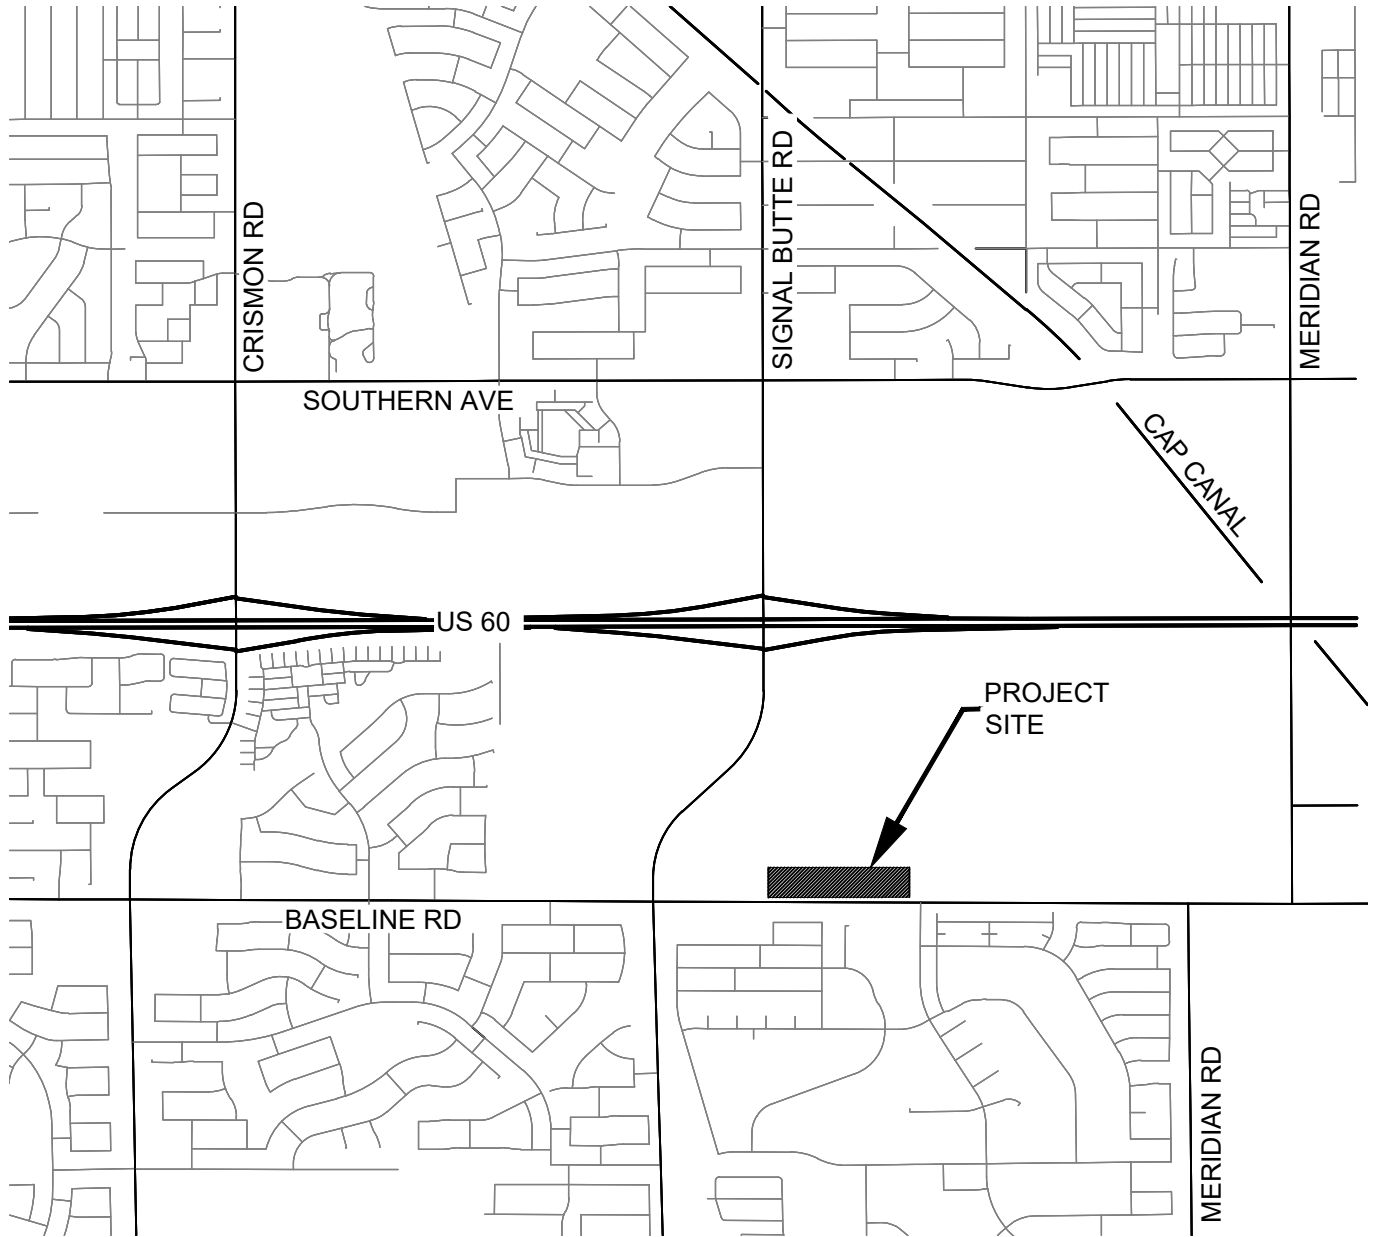 SIGNAL BUTTE RD
CRISMON RD
MERIDIAN RD
SOUTHERN AVE
CAP CANAL
US 60
PROJECT
SITE
BASELINE RD
MERIDIAN RD